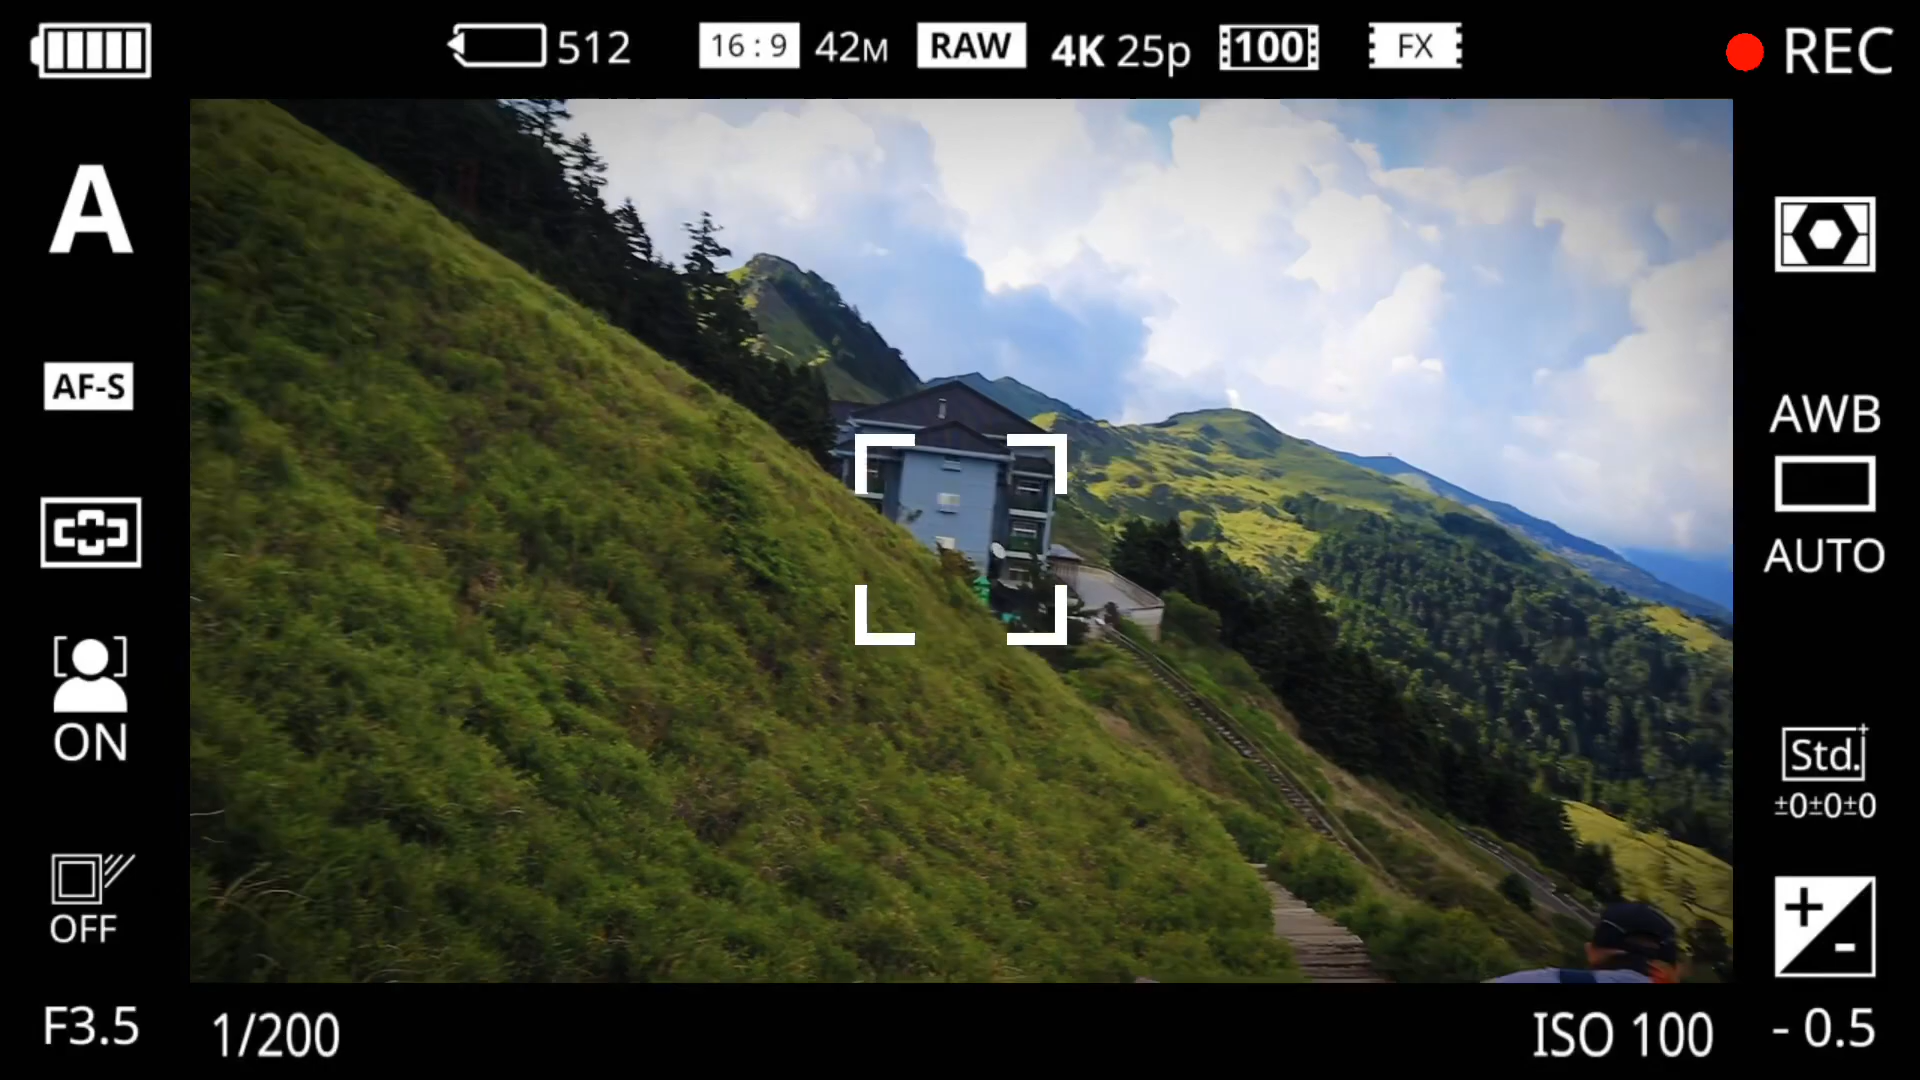 512 16:9 42M RAW 4K 25p 100 FX REC
A
AF-S
AWB
AUTO
ON
Std.+
±0±0±0
OFF
+ -
F3.5 1/200 ISO 100 - 0.5